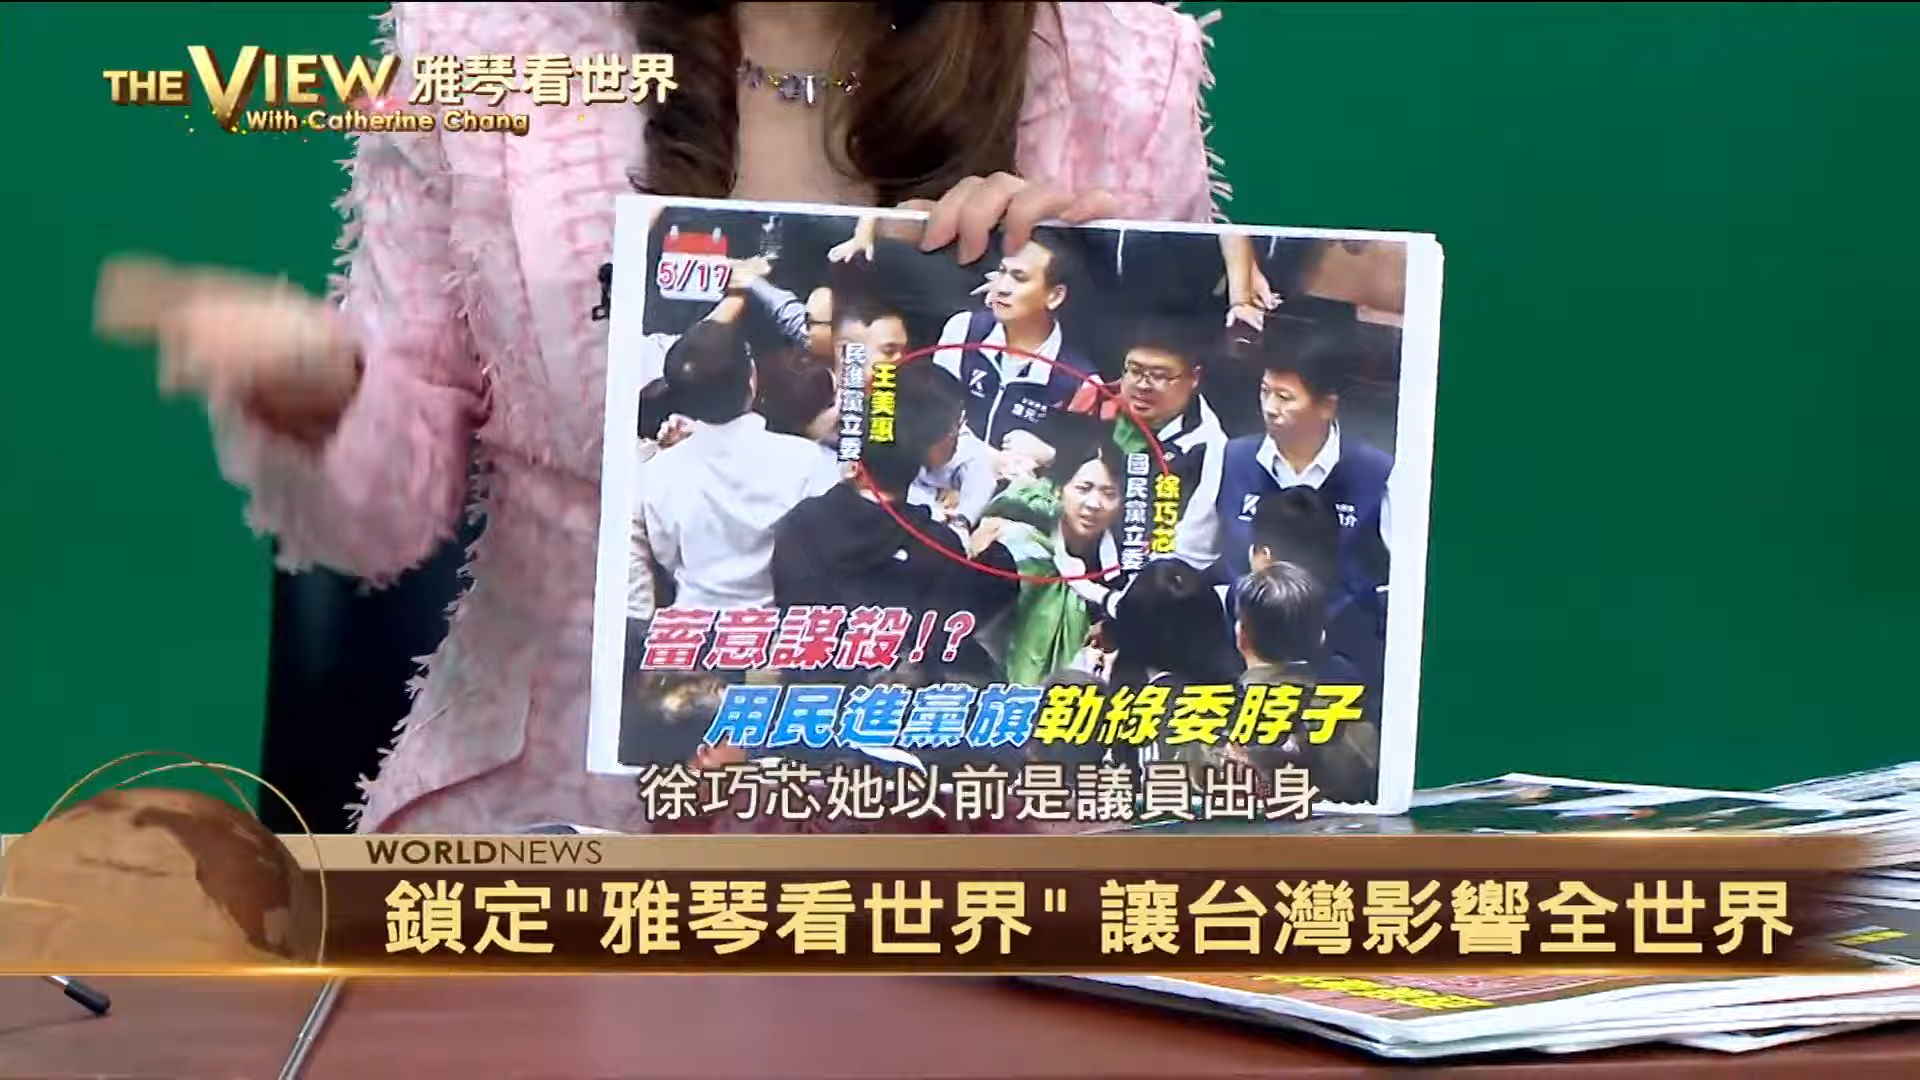 THE VIEW 雅琴看世界
With Catherine Chang
5/17
民進黨立委
王美惠
徐巧芯
國民黨立委
蓄意謀殺!?
用民進黨旗勒綠委脖子
徐巧芯她以前是議員出身
WORLDNEWS
鎖定"雅琴看世界" 讓台灣影響全世界